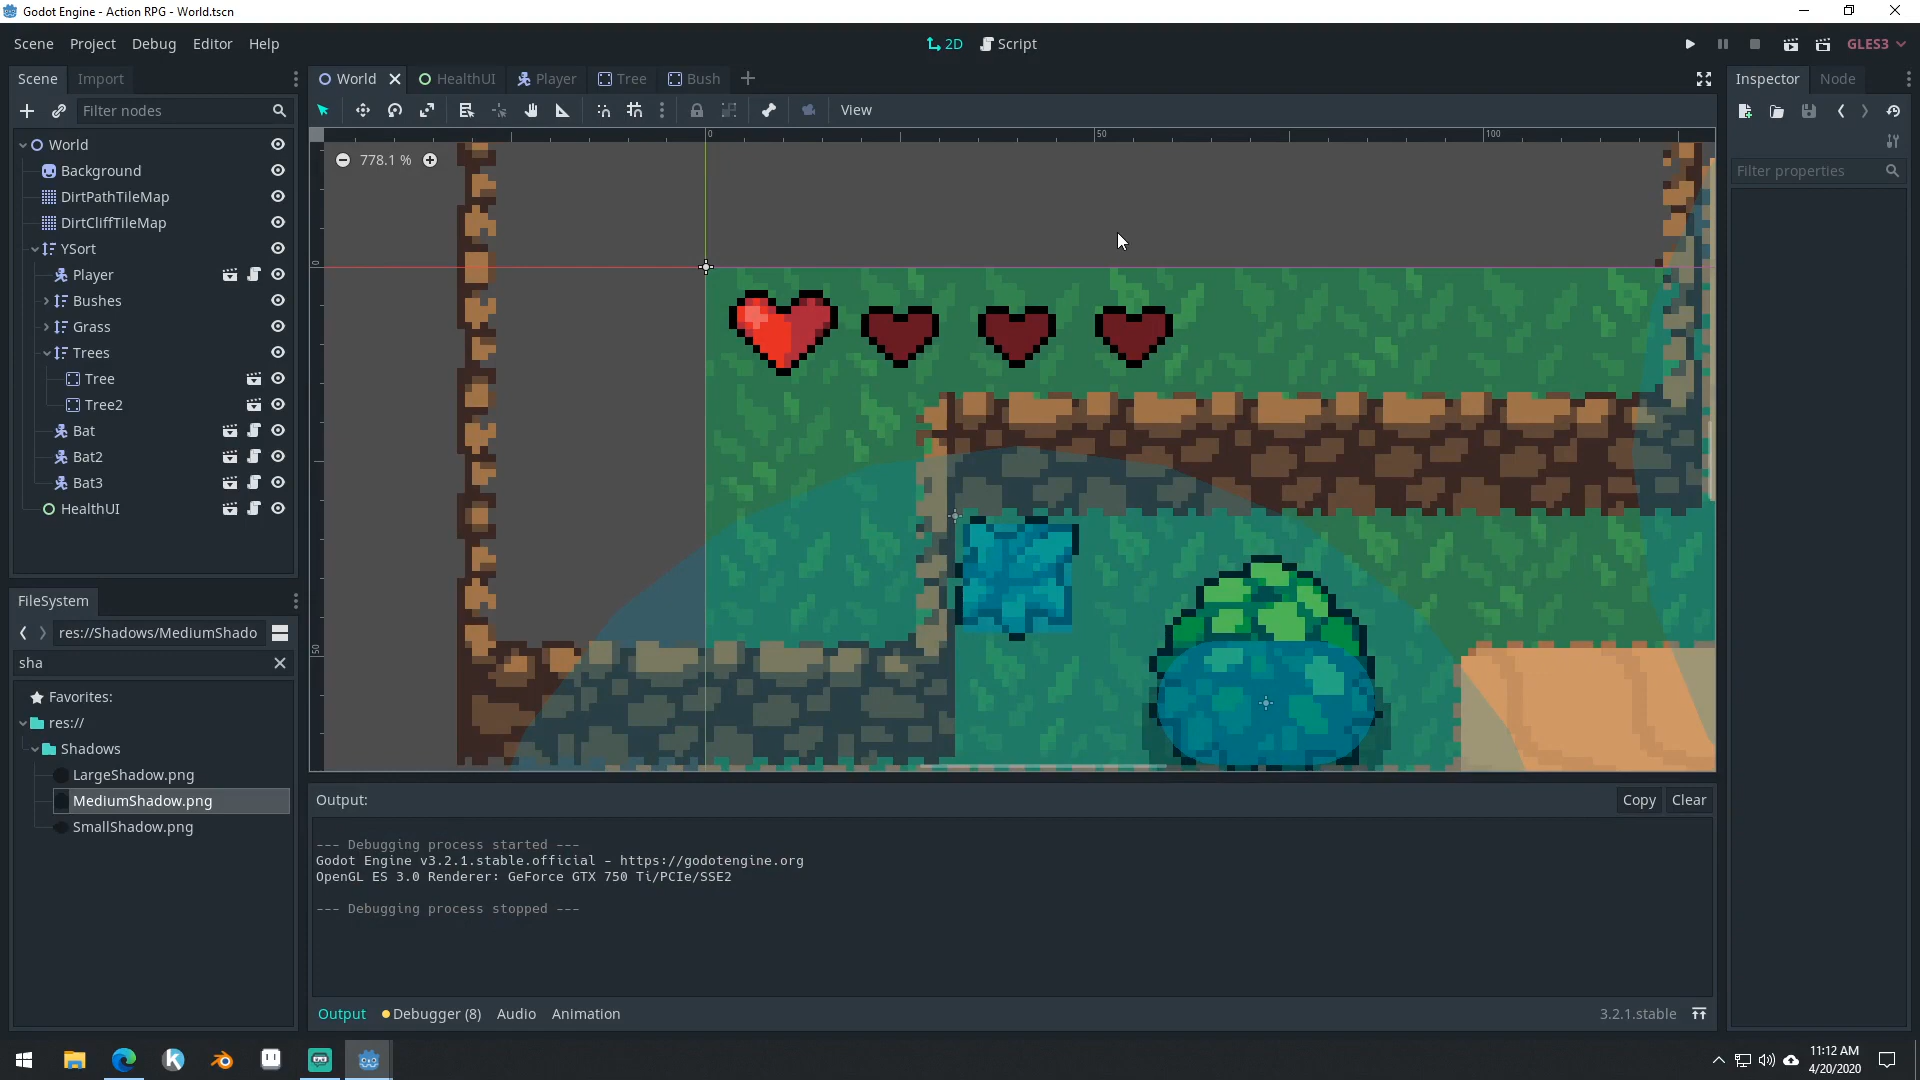 Godot Engine - Action RPG - World.tscn
Scene Project Debug Editor Help
2D Script
GLES3
Scene Import
World HealthUI Player Tree Bush
Inspector Node
Filter nodes
View
0 50 100
World
778.1 %
Background
Filter properties
DirtPathTileMap
DirtCliffTileMap
YSort
Player
0
Bushes
Grass
Trees
Tree
Tree2
Bat
Bat2
Bat3
HealthUI
FileSystem
res://Shadows/MediumShado
50
sha
Favorites:
res://
Shadows
LargeShadow.png
MediumShadow.png
SmallShadow.png
Output:
Copy Clear
--- Debugging process started ---
Godot Engine v3.2.1.stable.official - https://godotengine.org
OpenGL ES 3.0 Renderer: GeForce GTX 750 Ti/PCIe/SSE2
--- Debugging process stopped ---
Output Debugger (8) Audio Animation
3.2.1.stable
11:12 AM
4/20/2020